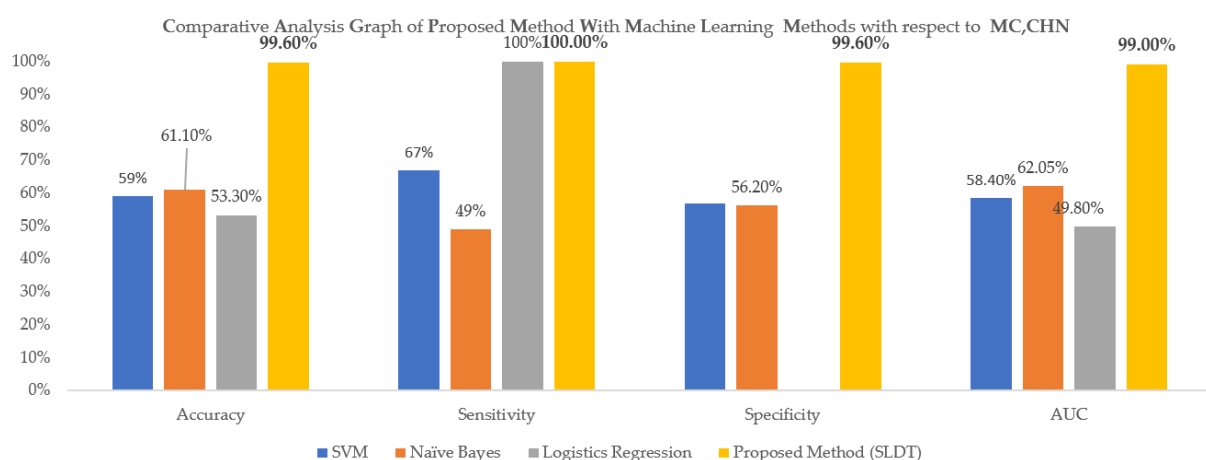 Comparative Analysis Graph of Proposed Method With Machine Learning Methods with respect to MC,CHN
99.60% 100% 100.00% 99.60% 99.00%
100%
90%
80%
70%
60%
50%
40%
30%
20%
10%
0%
59% 61.10% 53.30%
67% 49%
56.20%
58.40% 62.05% 49.80%
Accuracy Sensitivity Specificity AUC
SVM Naïve Bayes Logistics Regression Proposed Method (SLDT)